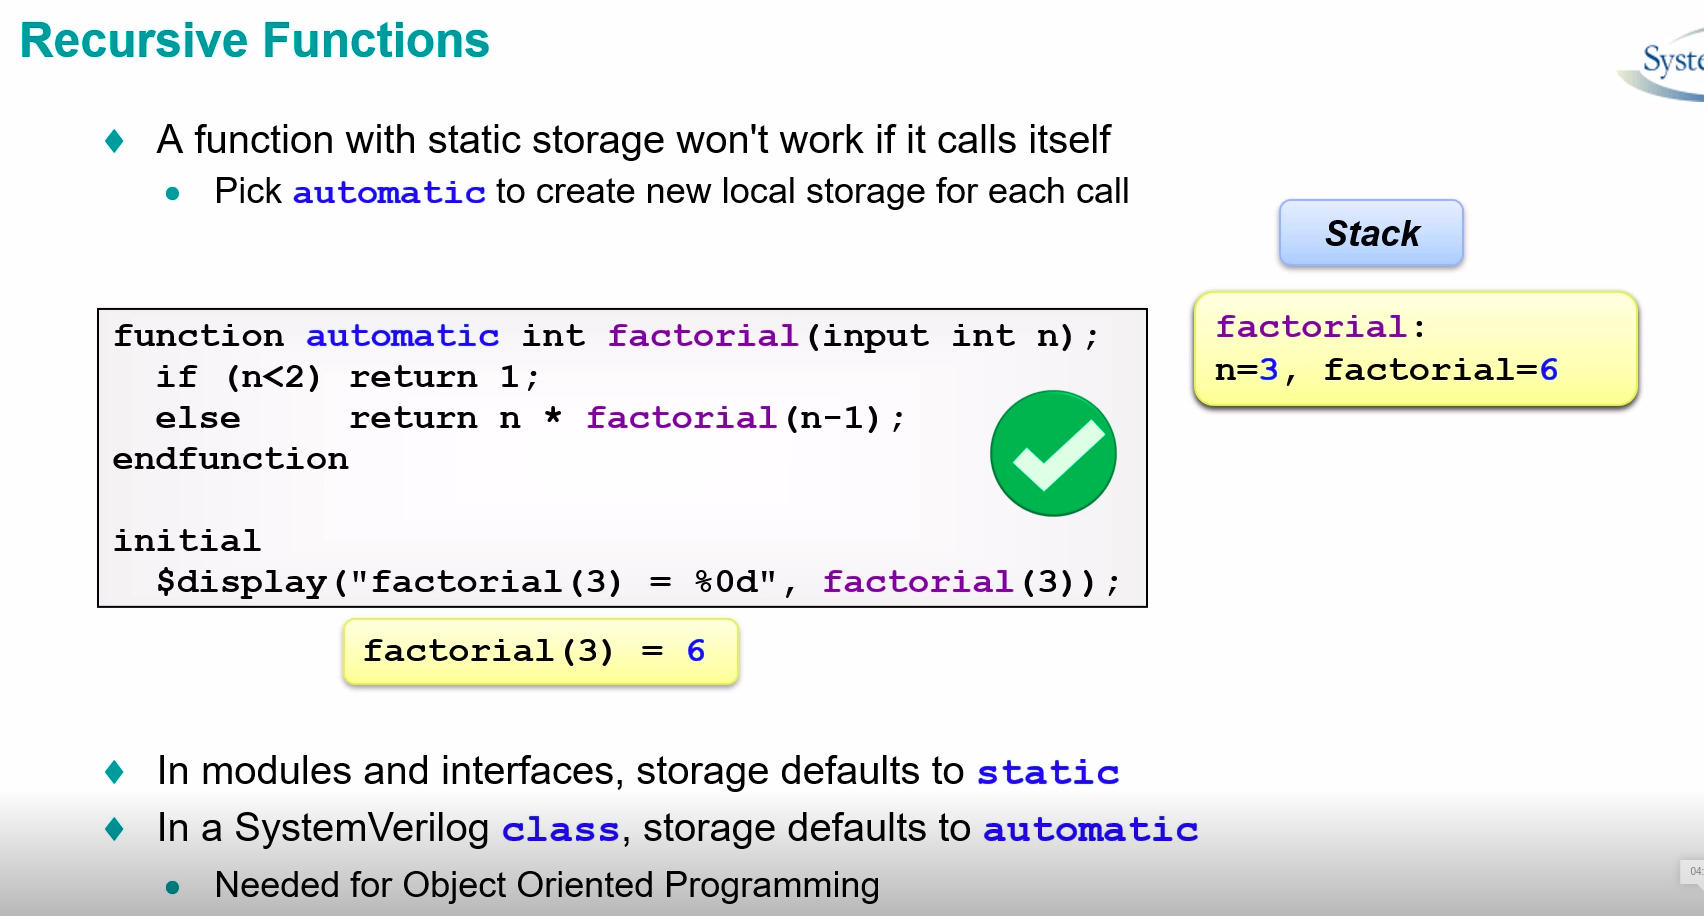 Recursive Functions
Syste
A function with static storage won't work if it calls itself
Pick automatic to create new local storage for each call
Stack
function automatic int factorial(input int n);
if (n<2) return 1;
else return n * factorial(n-1);
endfunction
initial
$display("factorial(3) = %0d", factorial(3));
factorial:
n=3, factorial=6
factorial(3) = 6
In modules and interfaces, storage defaults to static
In a SystemVerilog class, storage defaults to automatic
Needed for Object Oriented Programming
04: